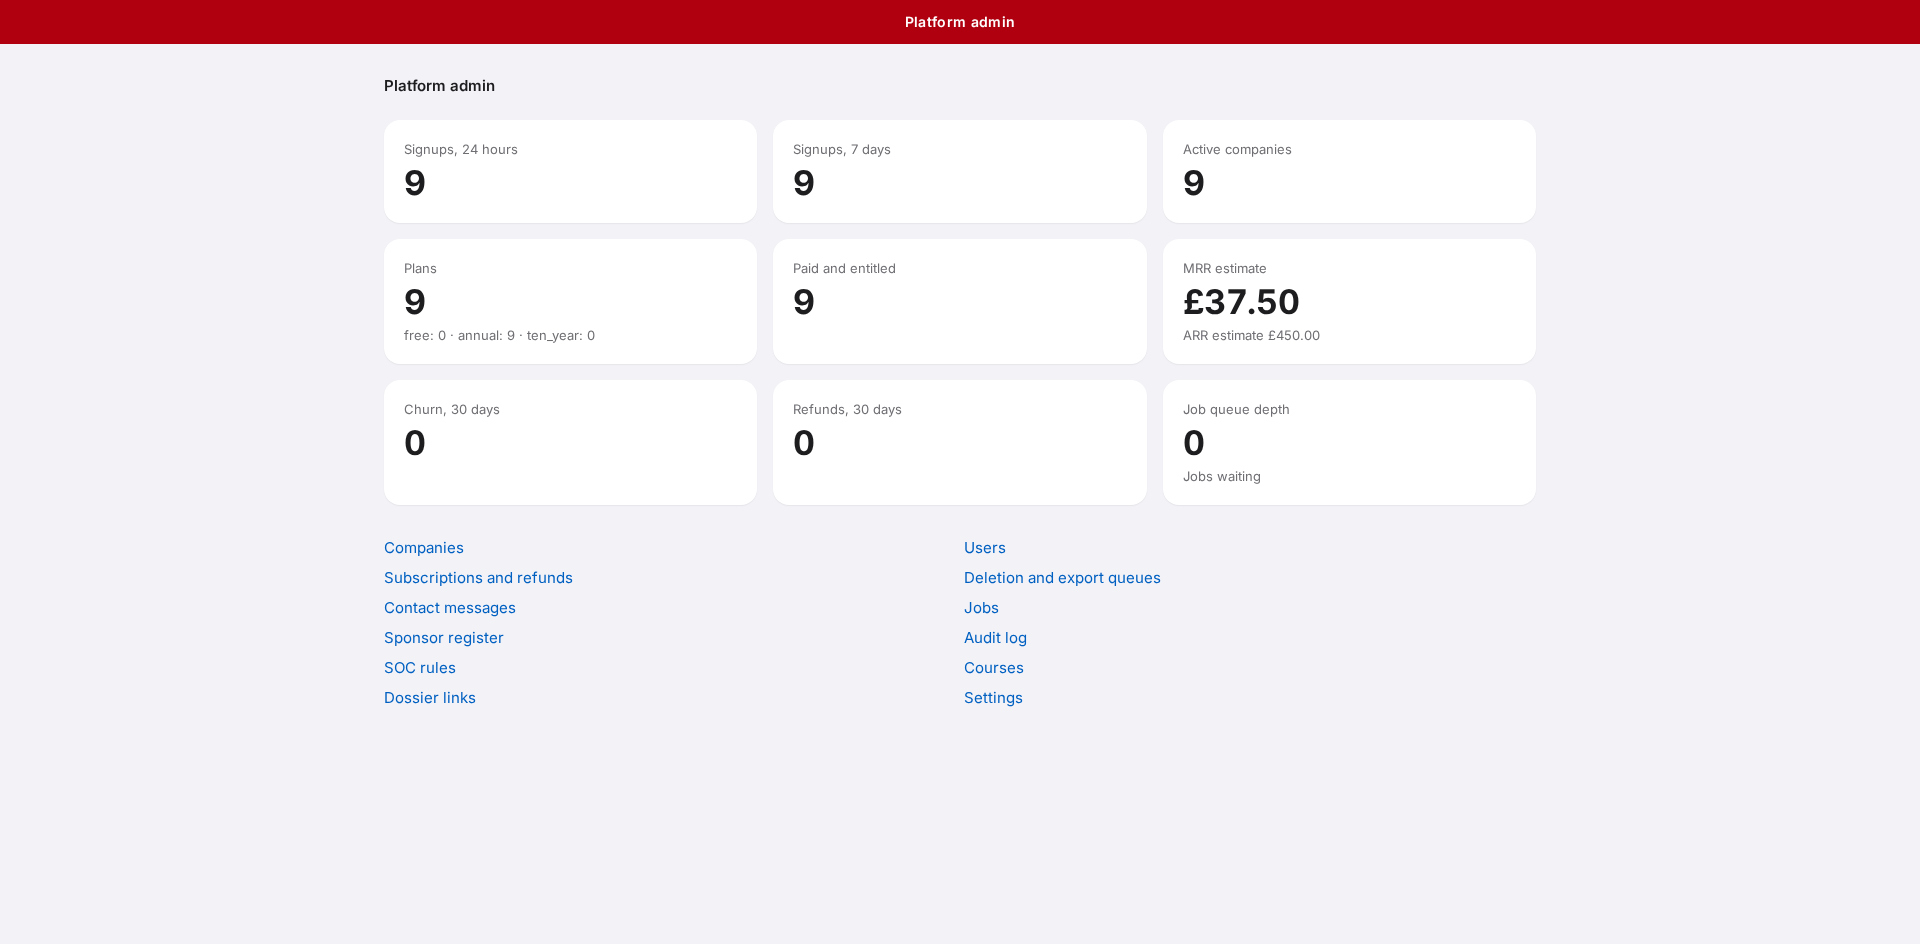 Platform admin
Platform admin
Signups, 24 hours
9
Signups, 7 days
9
Active companies
9
Plans
9
free: 0 · annual: 9 · ten_year: 0
Paid and entitled
9
MRR estimate
£37.50
ARR estimate £450.00
Churn, 30 days
0
Refunds, 30 days
0
Job queue depth
0
Jobs waiting
Companies
Users
Subscriptions and refunds
Deletion and export queues
Contact messages
Jobs
Sponsor register
Audit log
SOC rules
Courses
Dossier links
Settings